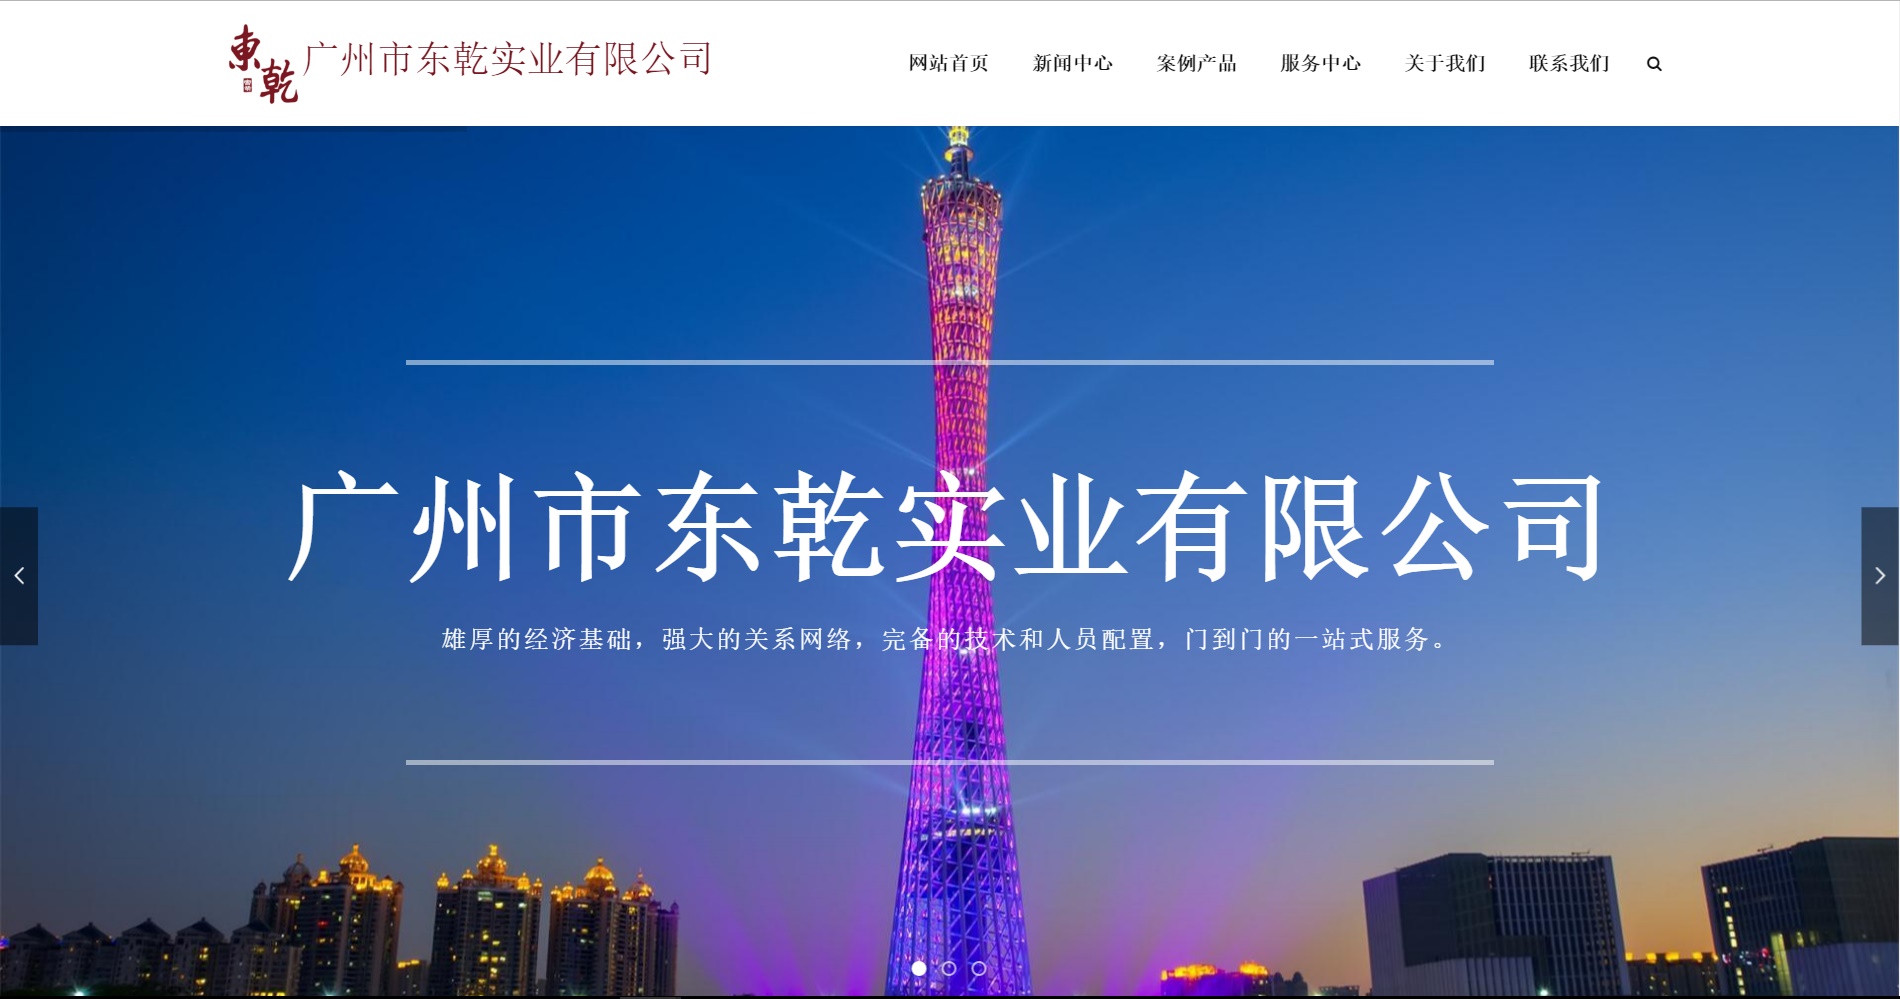 東乾
广州市东乾实业有限公司
网站首页 新闻中心 案例产品 服务中心 关于我们 联系我们
广州市东乾实业有限公司
雄厚的经济基础，强大的关系网络，完备的技术和人员配置，门到门的一站式服务。